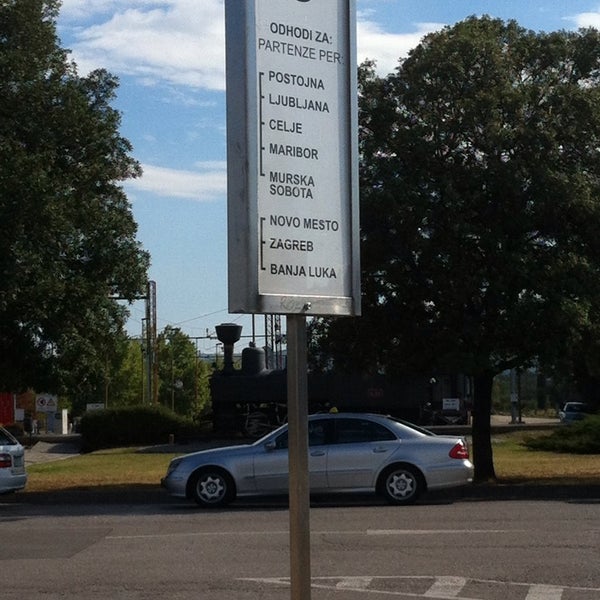 ODHODI ZA:
PARTENZE PER:
POSTOJNA
LJUBLJANA
CELJE
MARIBOR
MURSKA
SOBOTA
NOVO MESTO
ZAGREB
BANJA LUKA